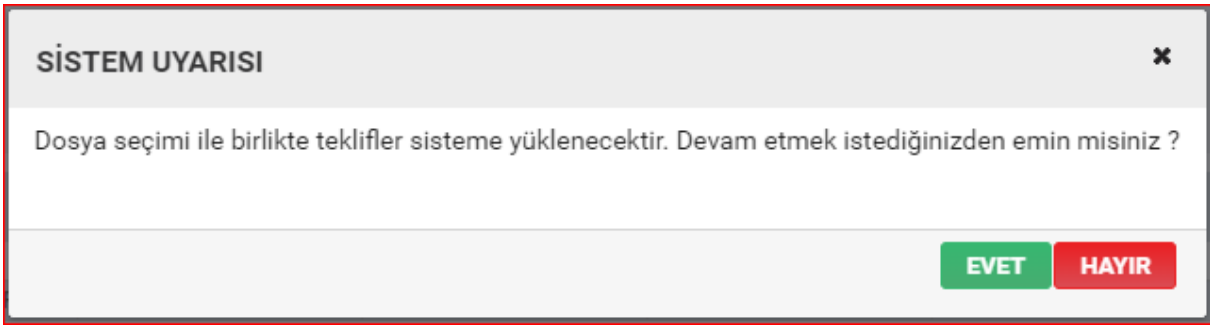 SİSTEM UYARISI
Dosya seçimi ile birlikte teklifler sisteme yüklenecektir. Devam etmek istediğinizden emin misiniz ?
EVET HAYIR